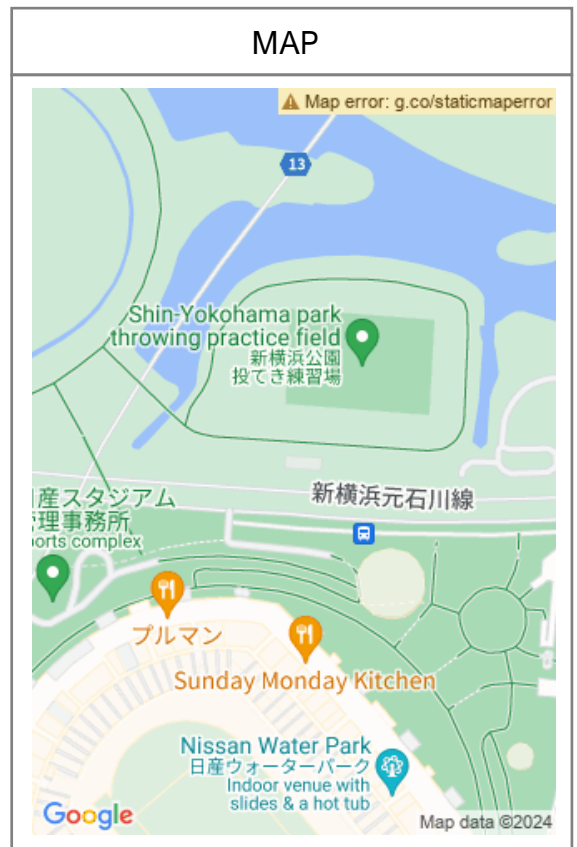 MAP
Map error: g.co/staticmaperror
13
Shin-Yokohama park
throwing practice field
新横浜公園
投てき練習場
新横浜元石川線
産スタジアム
理事務所
orts complex
プルマン
Sunday Monday Kitchen
Nissan Water Park
日産ウォーターパーク
Indoor venue with
slides & a hot tub
Google
Map data ©2024